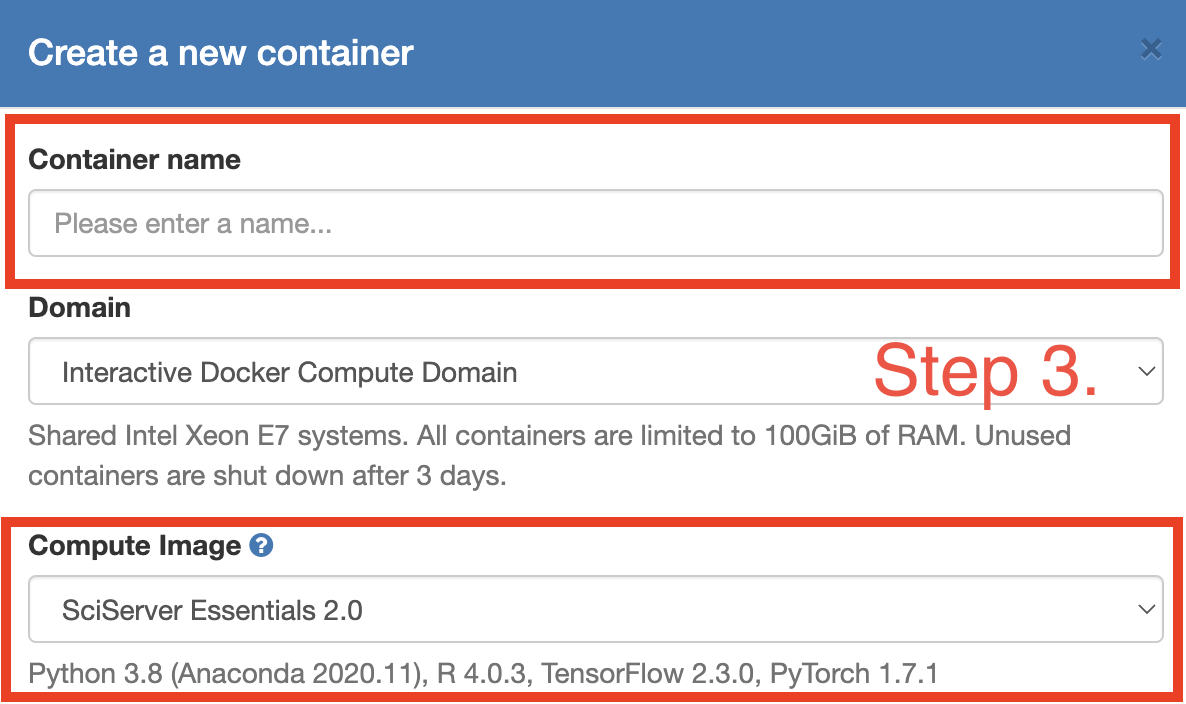 Create a new container
Container name
Please enter a name...
Domain
Interactive Docker Compute Domain
Step 3.
Shared Intel Xeon E7 systems. All containers are limited to 100GiB of RAM. Unused
containers are shut down after 3 days.
Compute Image ?
SciServer Essentials 2.0
Python 3.8 (Anaconda 2020.11), R 4.0.3, TensorFlow 2.3.0, PyTorch 1.7.1